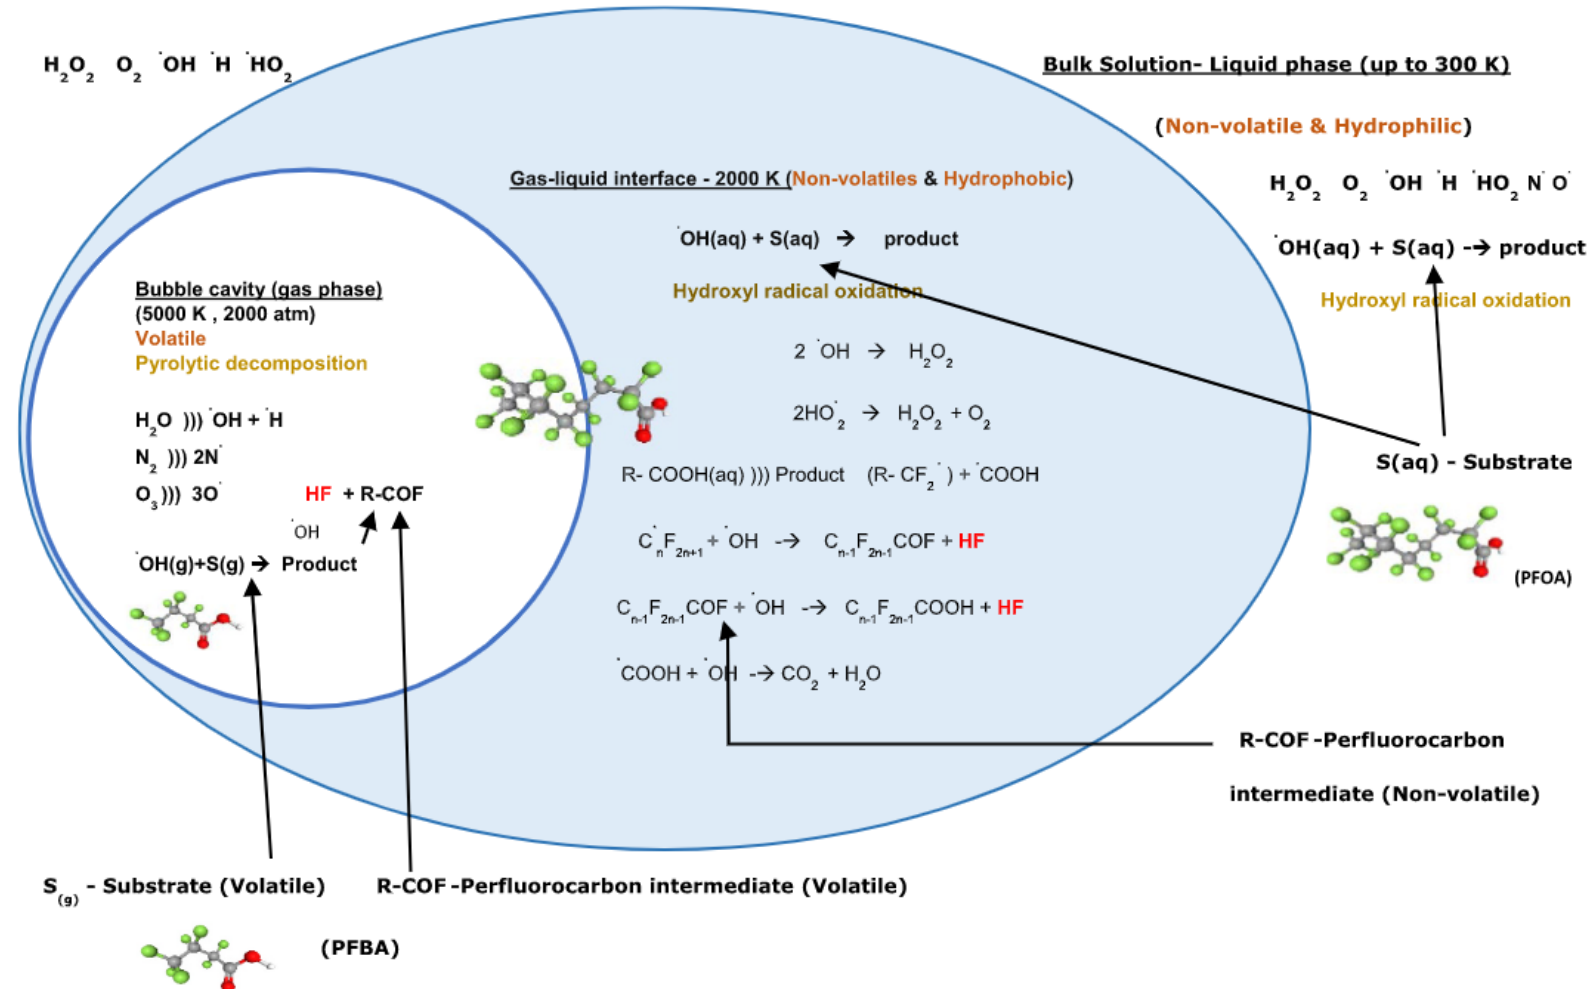 H₂O₂ O₂ ˙OH ˙H ˙HO₂
Bulk Solution- Liquid phase (up to 300 K)
(Non-volatile & Hydrophilic)
H₂O₂ O₂ ˙OH ˙H ˙HO₂ N˙ O˙
˙OH(aq) + S(aq) → product
Hydroxyl radical oxidation
Gas-liquid interface - 2000 K (Non-volatiles & Hydrophobic)
˙OH(aq) + S(aq) → product
Hydroxyl radical oxidation
2 ˙OH → H₂O₂
2HO₂˙ → H₂O₂ + O₂
R- COOH(aq) ))) Product (R- CF₂˙) + ˙COOH
C˙ₙF₂ₙ₊₁ + ˙OH → Cₙ₋₁F₂ₙ₋₁COF + HF
Cₙ₋₁F₂ₙ₋₁COF + ˙OH → Cₙ₋₁F₂ₙ₋₁COOH + HF
˙COOH + ˙OH → CO₂ + H₂O
Bubble cavity (gas phase)
(5000 K , 2000 atm)
Volatile
Pyrolytic decomposition
H₂O ))) ˙OH + ˙H
N₂ ))) 2N˙
O₃ ))) 3O˙
HF + R-COF
˙OH
˙OH(g)+S(g) → Product
S(aq) - Substrate
(PFOA)
R-COF -Perfluorocarbon
intermediate (Non-volatile)
S₍g₎ - Substrate (Volatile)
R-COF -Perfluorocarbon intermediate (Volatile)
(PFBA)